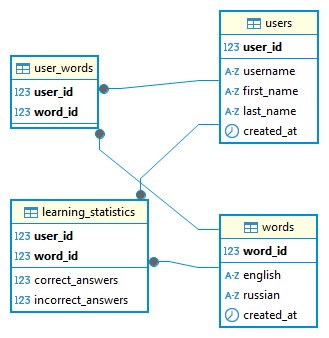 users
123 user_id
A-Z username
A-Z first_name
A-Z last_name
created_at
user_words
123 user_id
123 word_id
learning_statistics
123 user_id
123 word_id
123 correct_answers
123 incorrect_answers
words
123 word_id
A-Z english
A-Z russian
created_at